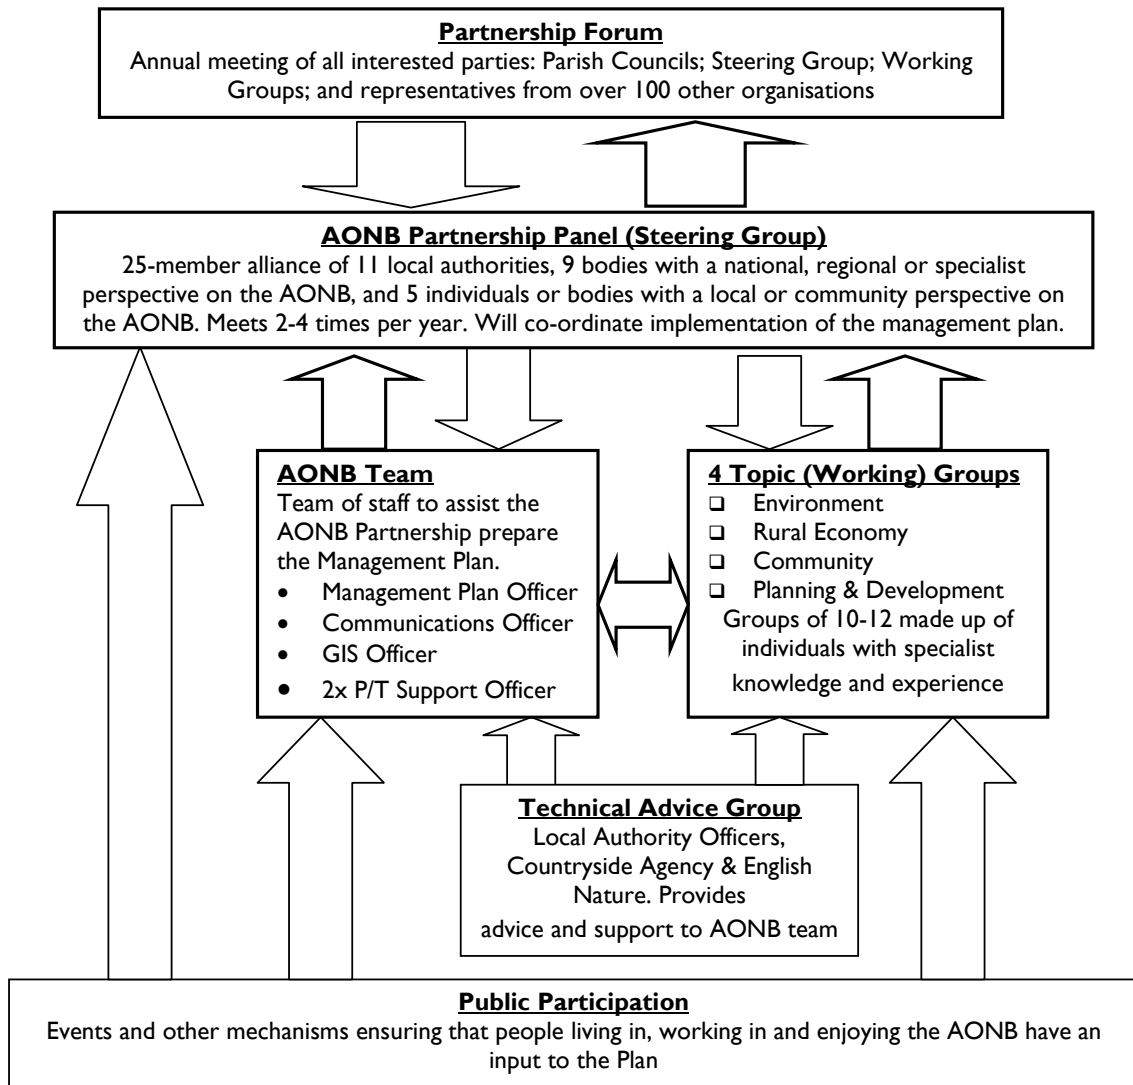 Partnership Forum
Annual meeting of all interested parties: Parish Councils; Steering Group; Working
Groups; and representatives from over 100 other organisations
AONB Partnership Panel (Steering Group)
25-member alliance of 11 local authorities, 9 bodies with a national, regional or specialist
perspective on the AONB, and 5 individuals or bodies with a local or community perspective on
the AONB. Meets 2-4 times per year. Will co-ordinate implementation of the management plan.
AONB Team
Team of staff to assist the
AONB Partnership prepare
the Management Plan.
• Management Plan Officer
• Communications Officer
• GIS Officer
• 2x P/T Support Officer
4 Topic (Working) Groups
❑ Environment
❑ Rural Economy
❑ Community
❑ Planning & Development
Groups of 10-12 made up of
individuals with specialist
knowledge and experience
Technical Advice Group
Local Authority Officers,
Countryside Agency & English
Nature. Provides
advice and support to AONB team
Public Participation
Events and other mechanisms ensuring that people living in, working in and enjoying the AONB have an
input to the Plan